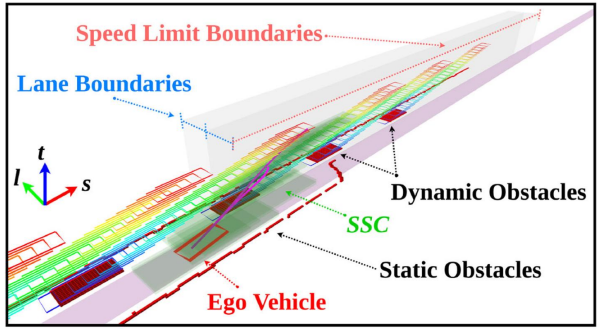 Speed Limit Boundaries
Lane Boundaries
t
l
s
Dynamic Obstacles
SSC
Static Obstacles
Ego Vehicle